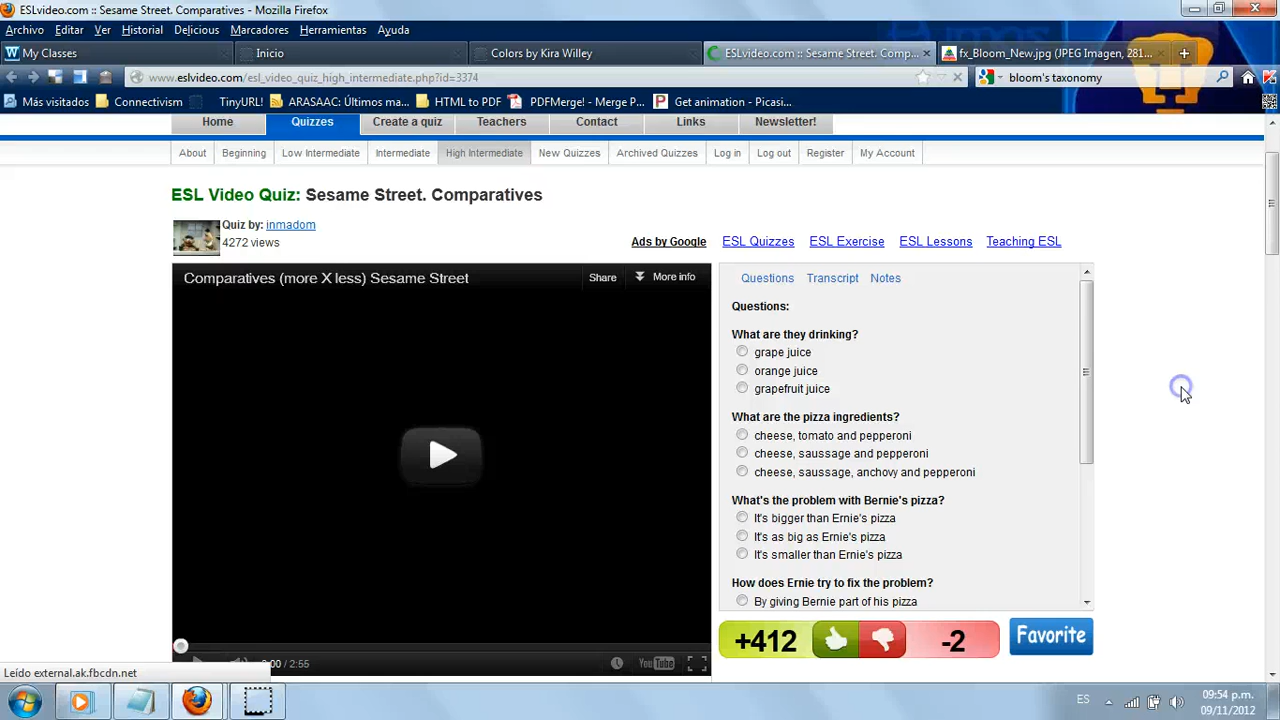 ESLvideo.com :: Sesame Street. Comparatives - Mozilla Firefox
Archivo Editar Ver Historial Delicious Marcadores Herramientas Ayuda
My Classes Inicio Colors by Kira Willey ESLvideo.com :: Sesame Street. Comp... fx_Bloom_New.jpg (JPEG Imagen, 281...
www.eslvideo.com/esl_video_quiz_high_intermediate.php?id=3374 bloom's taxonomy
Más visitados Connectivism TinyURL! ARASAAC: Últimos ma... HTML to PDF PDFMerge! - Merge P... Get animation - Picasi...
Home Quizzes Create a quiz Teachers Contact Links Newsletter!
About Beginning Low Intermediate Intermediate High Intermediate New Quizzes Archived Quizzes Log in Log out Register My Account
ESL Video Quiz: Sesame Street. Comparatives
Quiz by: inmadom
4272 views
Ads by Google ESL Quizzes ESL Exercise ESL Lessons Teaching ESL
Comparatives (more X less) Sesame Street Share More info
Questions Transcript Notes
Questions:
What are they drinking?
grape juice
orange juice
grapefruit juice
What are the pizza ingredients?
cheese, tomato and pepperoni
cheese, saussage and pepperoni
cheese, saussage, anchovy and pepperoni
What's the problem with Bernie's pizza?
It's bigger than Ernie's pizza
It's as big as Ernie's pizza
It's smaller than Ernie's pizza
How does Ernie try to fix the problem?
By giving Bernie part of his pizza
+412 -2 Favorite
0:00 / 2:55 YouTube
Leído external.ak.fbcdn.net
ES 09:54 p.m.
09/11/2012